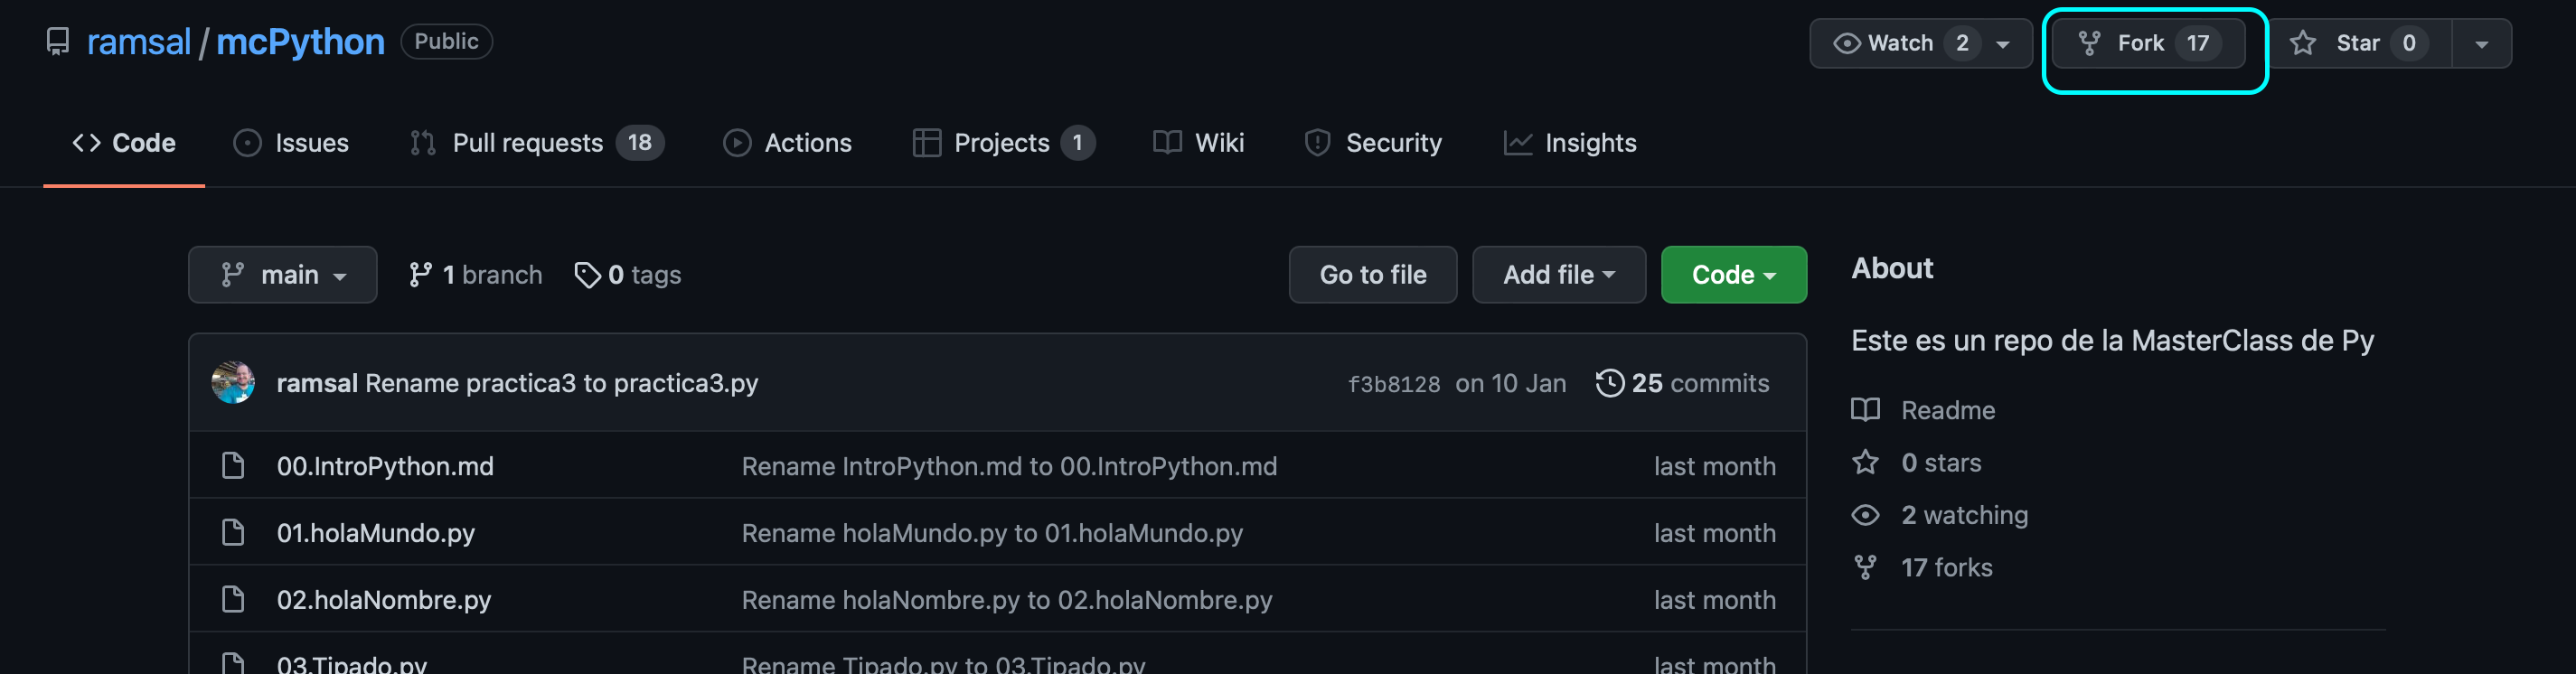 ramsal / mcPython Public Watch 2 Fork 17 Star 0
Code Issues Pull requests 18 Actions Projects 1 Wiki Security Insights
main 1 branch 0 tags Go to file Add file Code
ramsal Rename practica3 to practica3.py f3b8128 on 10 Jan 25 commits
00.IntroPython.md Rename IntroPython.md to 00.IntroPython.md last month
01.holaMundo.py Rename holaMundo.py to 01.holaMundo.py last month
02.holaNombre.py Rename holaNombre.py to 02.holaNombre.py last month
03.Tipado.py Rename Tipado.py to 03.Tipado.py last month
About
Este es un repo de la MasterClass de Py
Readme
0 stars
2 watching
17 forks